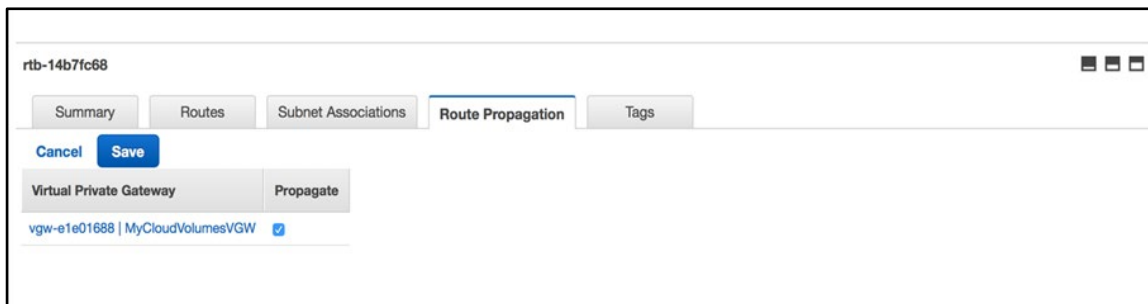 rtb-14b7fc68
Summary Routes Subnet Associations Route Propagation Tags
Cancel Save
Virtual Private Gateway Propagate
vgw-e1e01688 | MyCloudVolumesVGW